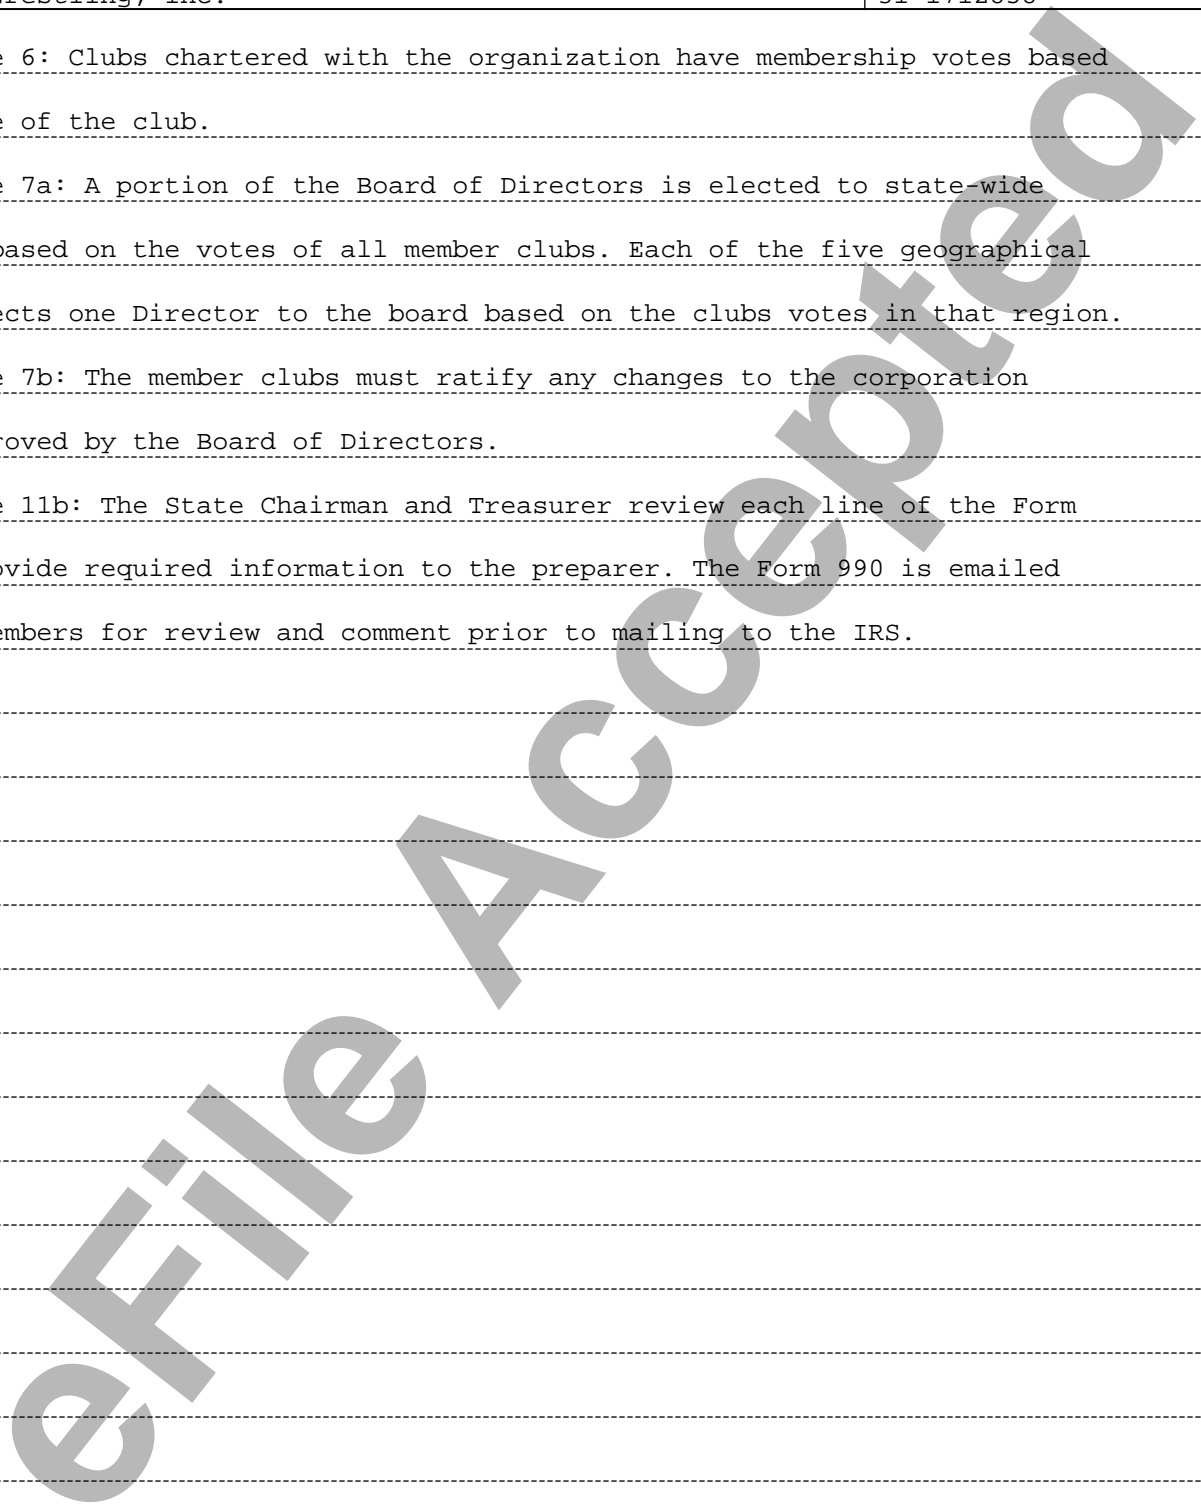 e 6: Clubs chartered with the organization have membership votes based
e of the club.
e 7a: A portion of the Board of Directors is elected to state-wide
based on the votes of all member clubs. Each of the five geographical
ects one Director to the board based on the clubs votes in that region.
e 7b: The member clubs must ratify any changes to the corporation
roved by the Board of Directors.
e 11b: The State Chairman and Treasurer review each line of the Form
ovide required information to the preparer. The Form 990 is emailed
embers for review and comment prior to mailing to the IRS.
eFile Accepted